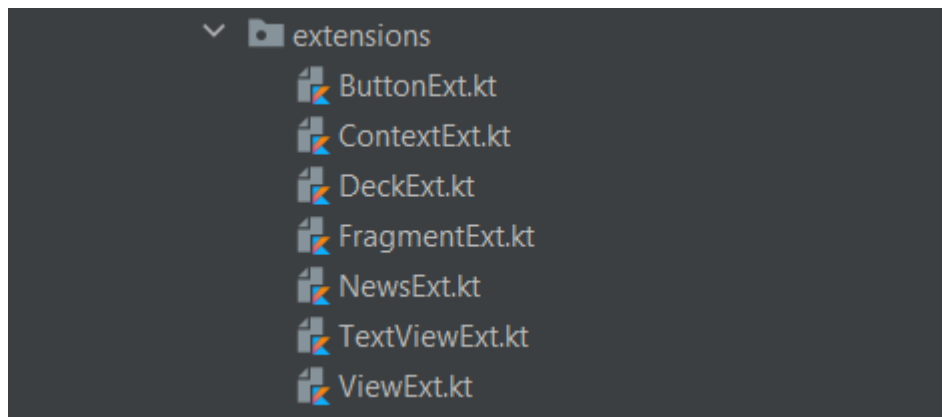 extensions
ButtonExt.kt
ContextExt.kt
DeckExt.kt
FragmentExt.kt
NewsExt.kt
TextViewExt.kt
ViewExt.kt